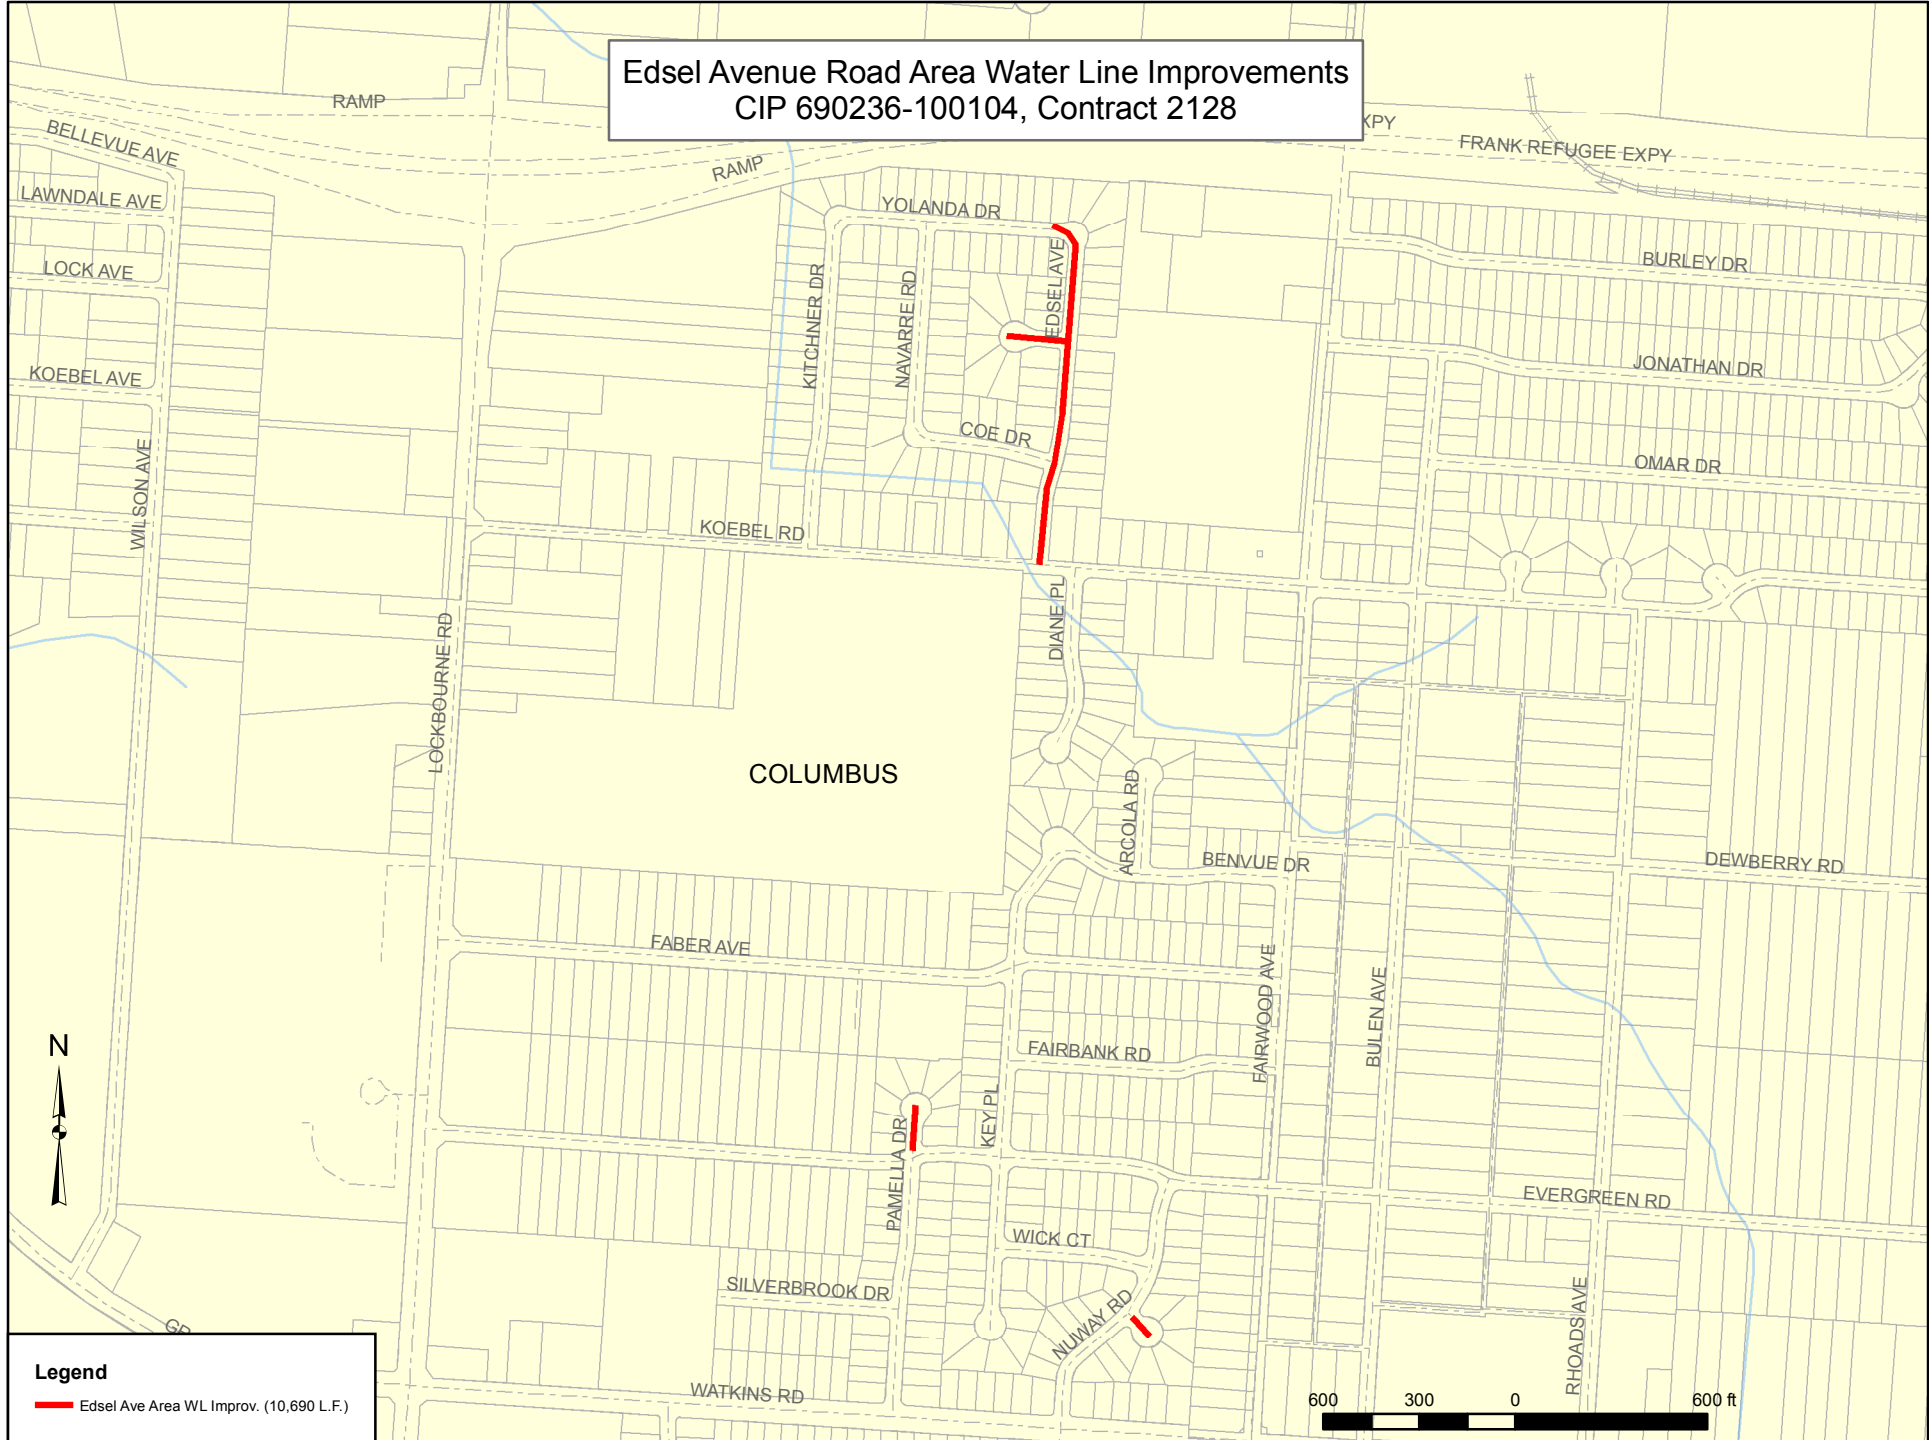 Edsel Avenue Road Area Water Line Improvements
CIP 690236-100104, Contract 2128
RAMP
XPY
FRANK REFUGEE EXPY
BELLEVUE AVE
RAMP
LAWNDALE AVE
YOLANDA DR
LOCK AVE
EDSEL AVE
BURLEY DR
KITCHNER DR
NAVARRE RD
KOEBEL AVE
JONATHAN DR
COE DR
OMAR DR
WILSON AVE
KOEBEL RD
DIANE PL
LOCKBOURNE RD
COLUMBUS
ARCOLA RD
BENVUE DR
DEWBERRY RD
FABER AVE
FAIRWOOD AVE
BULEN AVE
N
FAIRBANK RD
KEY PL
PAMELLA DR
EVERGREEN RD
WICK CT
SILVERBROOK DR
NUWAY RD
RHOADS AVE
WATKINS RD
Legend
Edsel Ave Area WL Improv. (10,690 L.F.)
600 300 0 600 ft